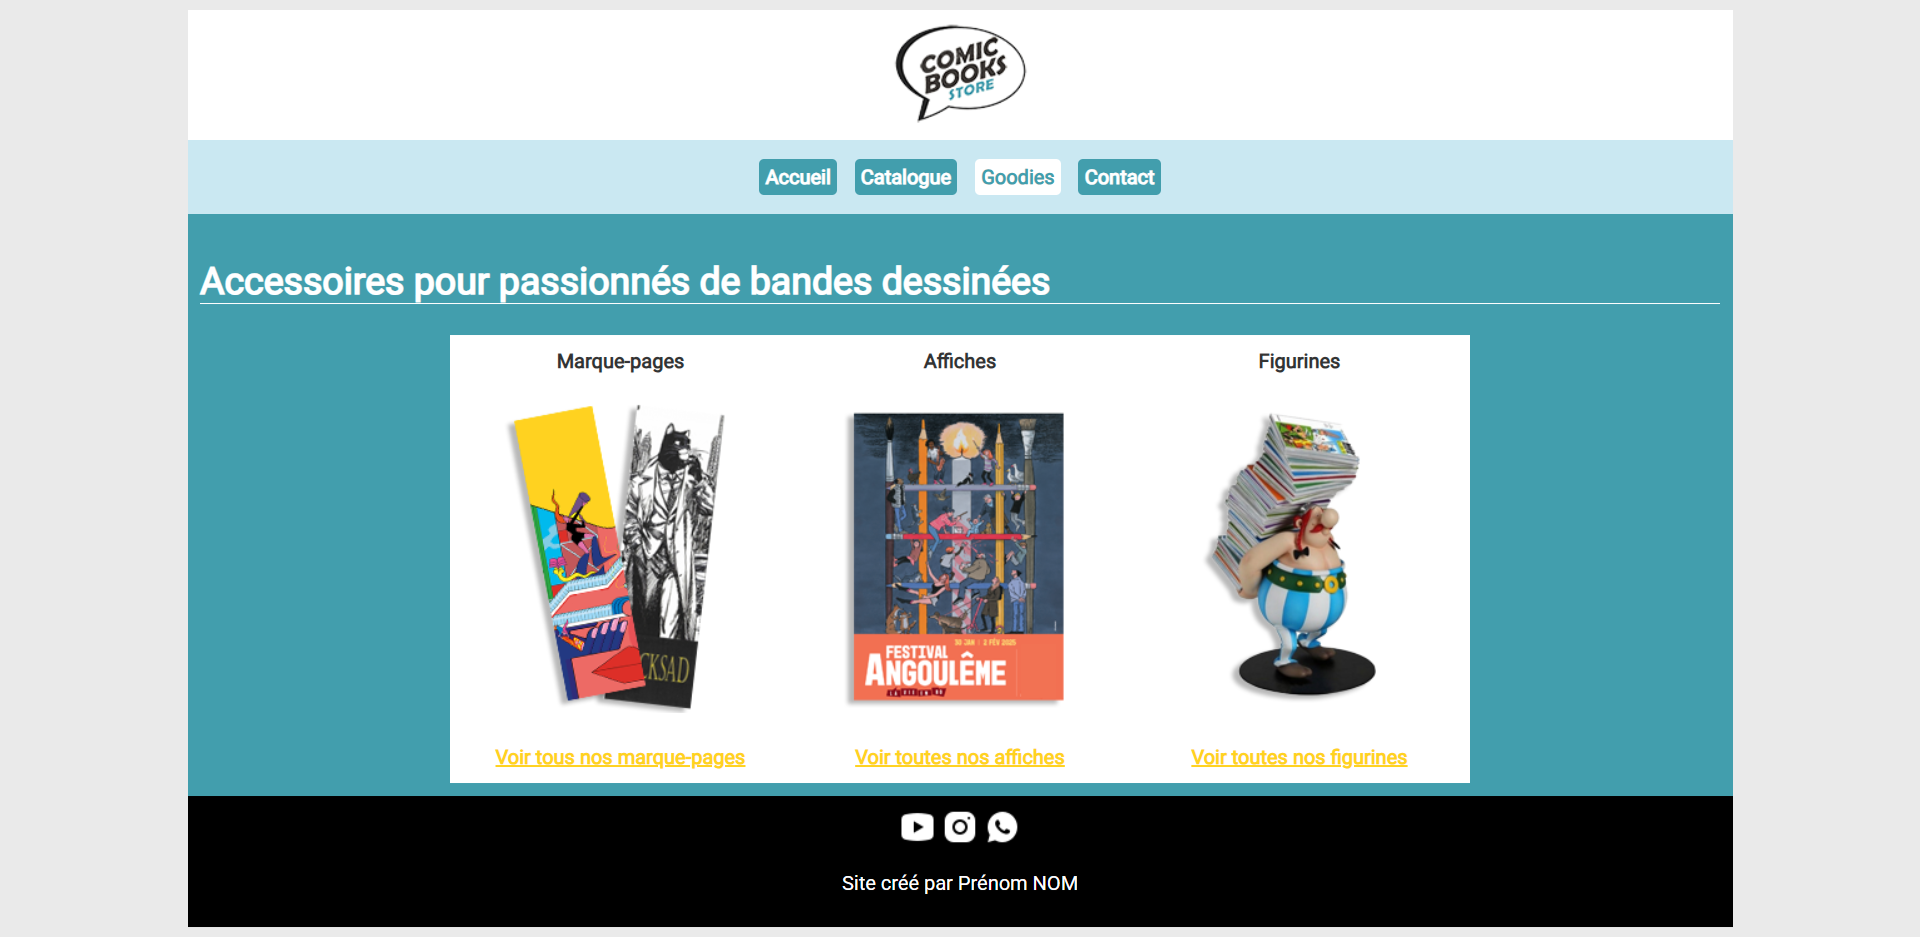 COMIC
BOOKS
STORE
Accueil Catalogue Goodies Contact
Accessoires pour passionnés de bandes dessinées
Marque-pages Affiches Figurines
CKSAD
30 JAN 2 FÉV 2025
FESTIVAL
ANGOULÊME
Voir tous nos marque-pages Voir toutes nos affiches Voir toutes nos figurines
Site créé par Prénom NOM